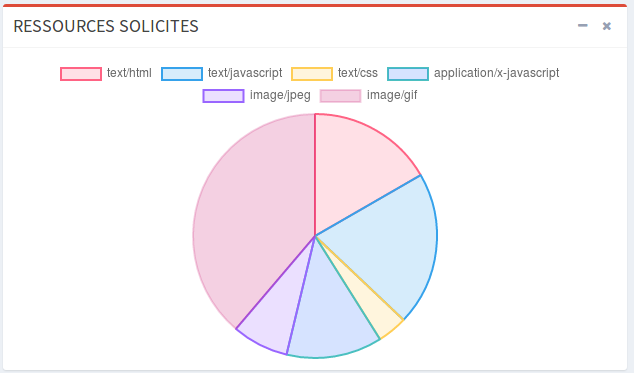 RESSOURCES SOLICITES
text/html text/javascript text/css application/x-javascript
image/jpeg image/gif